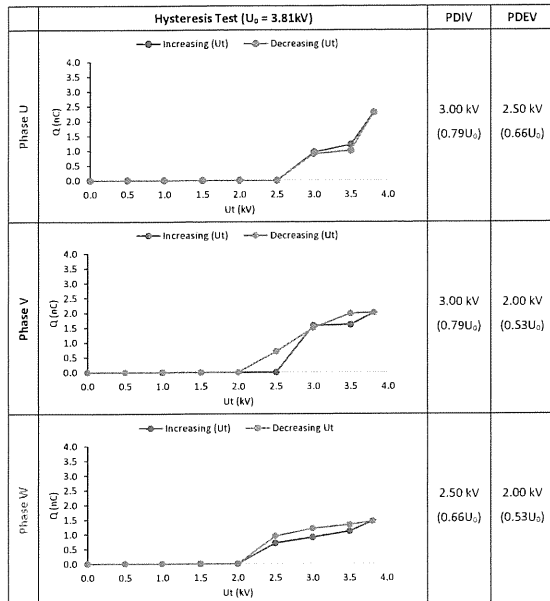 Hysteresis Test (U₀ = 3.81kV)
PDIV
PDEV
Phase U
Increasing (Ut)
Decreasing (Ut)
Q (nC)
4.0
3.5
3.0
2.5
2.0
1.5
1.0
0.5
0.0
0.0 0.5 1.0 1.5 2.0 2.5 3.0 3.5 4.0
Ut (kV)
3.00 kV
(0.79U₀)
2.50 kV
(0.66U₀)
Phase V
Increasing (Ut)
Decreasing (Ut)
Q (nC)
4.0
3.5
3.0
2.5
2.0
1.5
1.0
0.5
0.0
0.0 0.5 1.0 1.5 2.0 2.5 3.0 3.5 4.0
Ut (kV)
3.00 kV
(0.79U₀)
2.00 kV
(0.53U₀)
Phase W
Increasing (Ut)
Decreasing Ut
Q (nC)
4.0
3.5
3.0
2.5
2.0
1.5
1.0
0.5
0.0
0.0 0.5 1.0 1.5 2.0 2.5 3.0 3.5 4.0
Ut (kV)
2.50 kV
(0.66U₀)
2.00 kV
(0.53U₀)